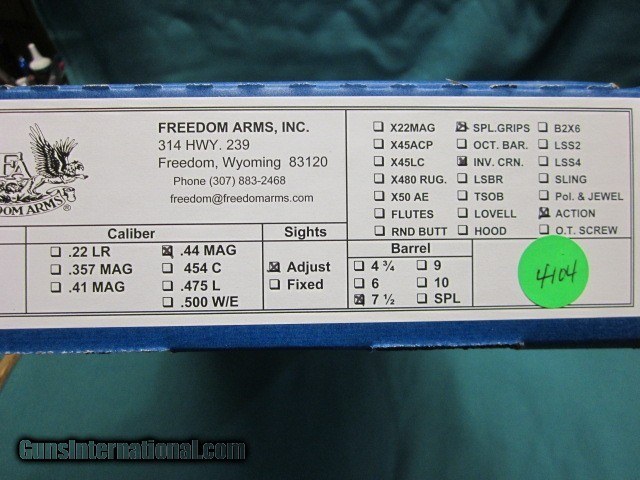 FREEDOM ARMS, INC.
314 HWY. 239
Freedom, Wyoming 83120
Phone (307) 883-2468
freedom@freedomarms.com
FA
DOM ARMS®
X22MAG
X45ACP
X45LC
X480 RUG.
X50 AE
FLUTES
RND BUTT
SPL.GRIPS
OCT. BAR.
INV. CRN.
LSBR
TSOB
LOVELL
HOOD
B2X6
LSS2
LSS4
SLING
Pol. & JEWEL
ACTION
O.T. SCREW
Caliber
.22 LR
.357 MAG
.41 MAG
.44 MAG
454 C
.475 L
.500 W/E
Sights
Adjust
Fixed
Barrel
4 ¾
6
7 ½
9
10
SPL
4104
GunsInternational.com